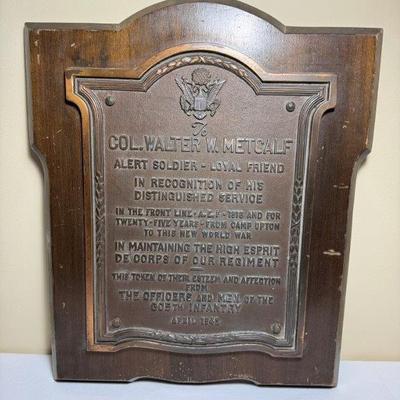 To
COL. WALTER W. METCALF
ALERT SOLDIER - LOYAL FRIEND
IN RECOGNITION OF HIS
DISTINGUISHED SERVICE
IN THE FRONT LINE - A.E.F - 1918 AND FOR
TWENTY-FIVE YEARS - FROM CAMP UPTON
TO THIS NEW WORLD WAR
IN MAINTAINING THE HIGH ESPRIT
DE CORPS OF OUR REGIMENT
THIS TOKEN OF THEIR ESTEEM AND AFFECTION
FROM
THE OFFICERS AND MEN OF THE
INFANTRY
APRIL